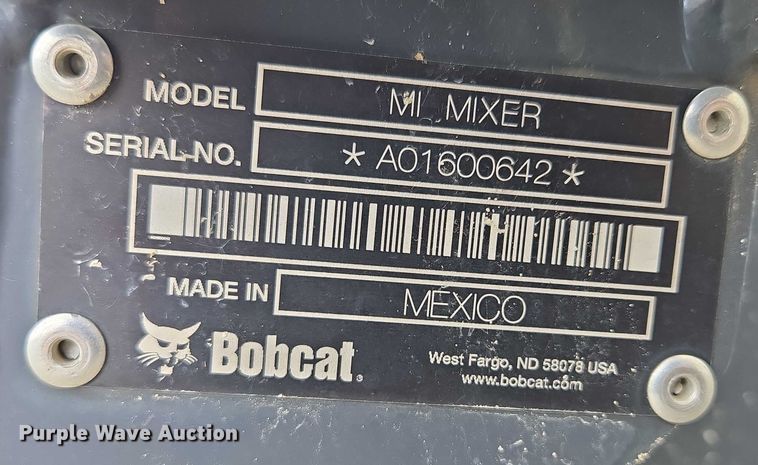 MODEL MI MIXER
SERIAL NO. * A01600642 *
MADE IN MEXICO
Bobcat
West Fargo, ND 58078 USA
www.bobcat.com
Purple Wave Auction